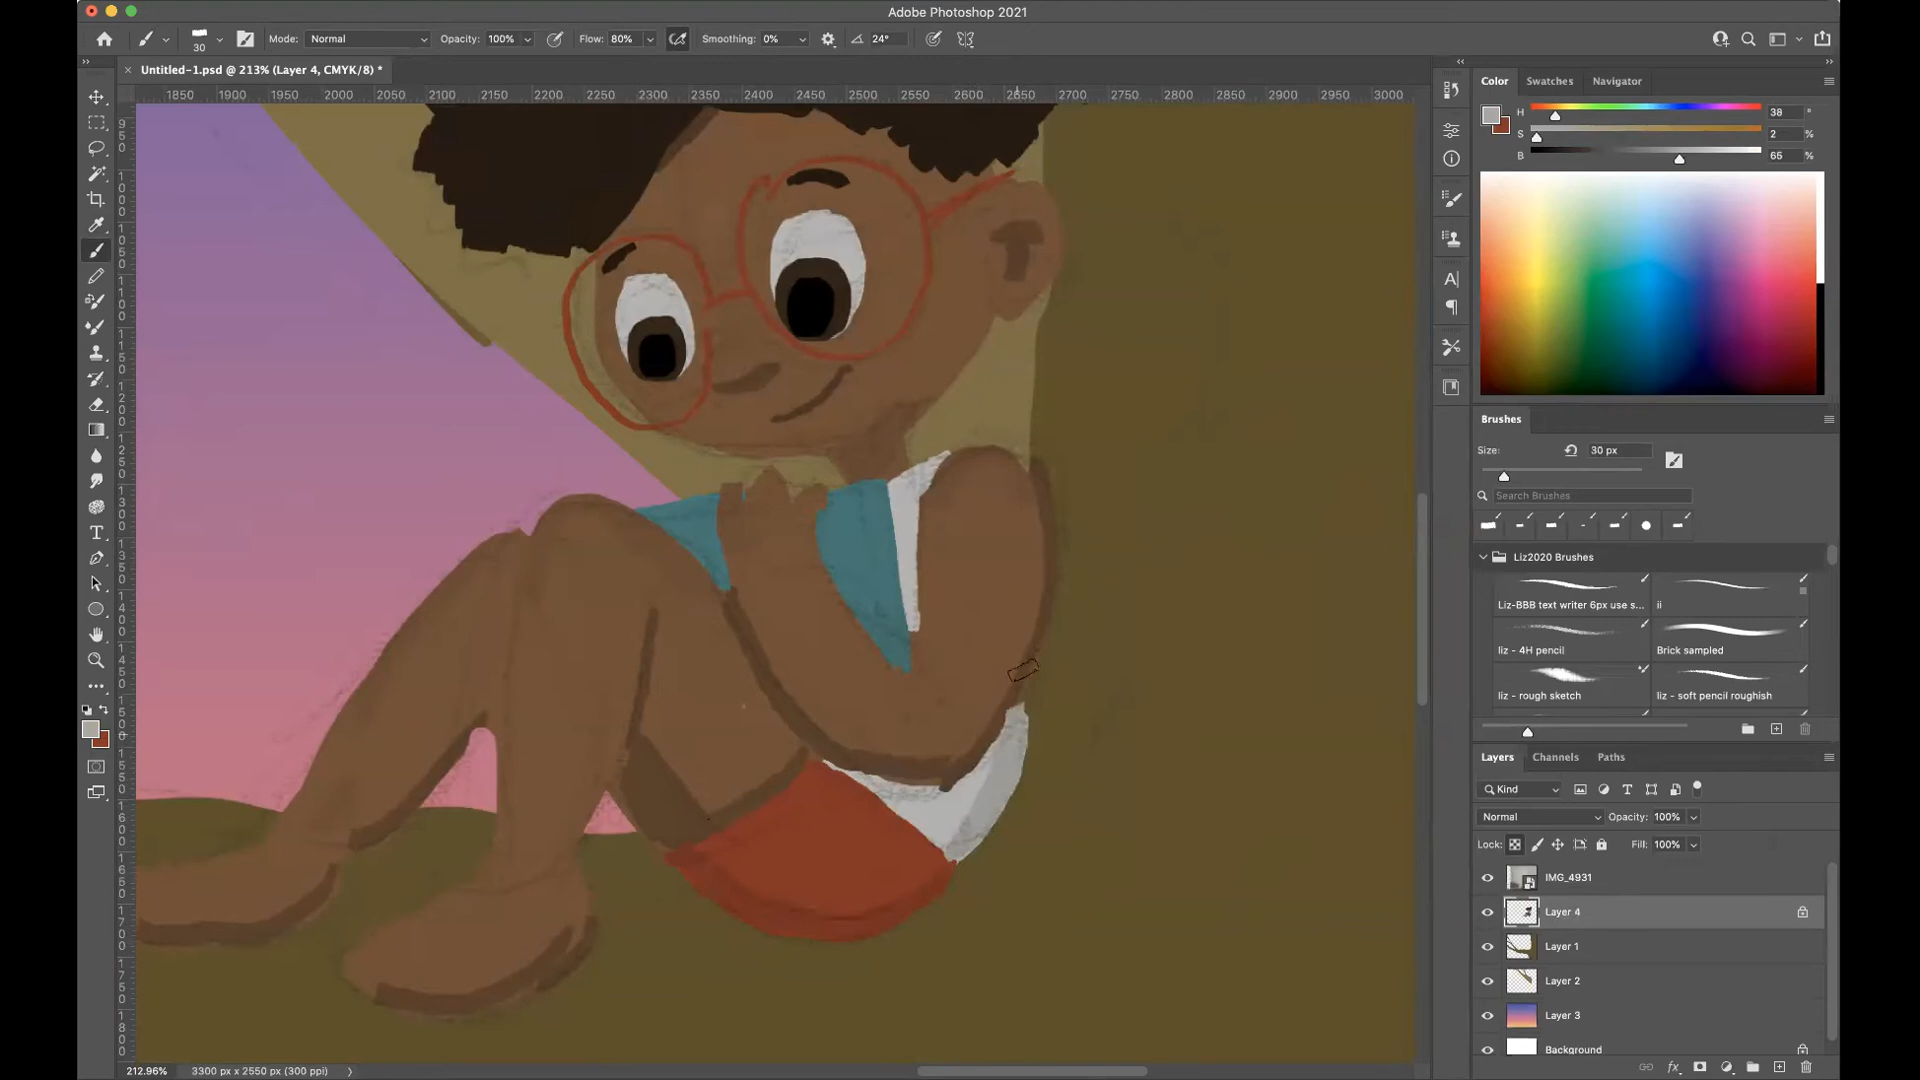 Adobe Photoshop 2021
30 Mode: Normal Opacity: 100% Flow: 80% Smoothing: 0% 24°
Untitled-1.psd @ 213% (Layer 4, CMYK/8) *
1850 1900 1950 2000 2050 2100 2150 2200 2250 2300 2350 2400 2450 2500 2550 2600 2650 2700 2750 2800 2850 2900 2950 3000
Color Swatches Navigator
H 38 °
S 2 %
B 65 %
Brushes
Size: 30 px
Search Brushes
Liz2020 Brushes
Liz-BBB text writer 6px use s... ii
liz - 4H pencil Brick sampled
liz - rough sketch liz - soft pencil roughish
Layers Channels Paths
Kind
Normal Opacity: 100%
Lock: Fill: 100%
IMG_4931
Layer 4
Layer 1
Layer 2
Layer 3
Background
212.96% 3300 px x 2550 px (300 ppi)